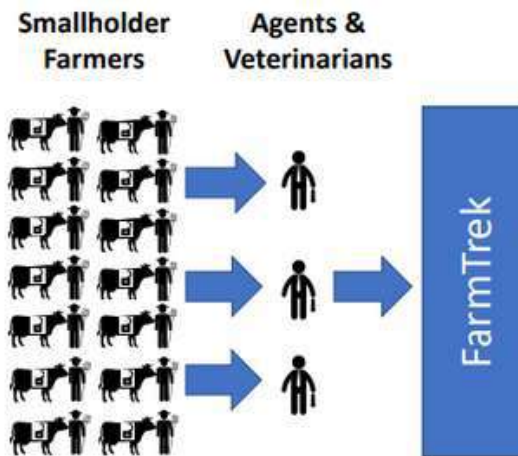 Smallholder
Farmers
Agents &
Veterinarians
FarmTrek